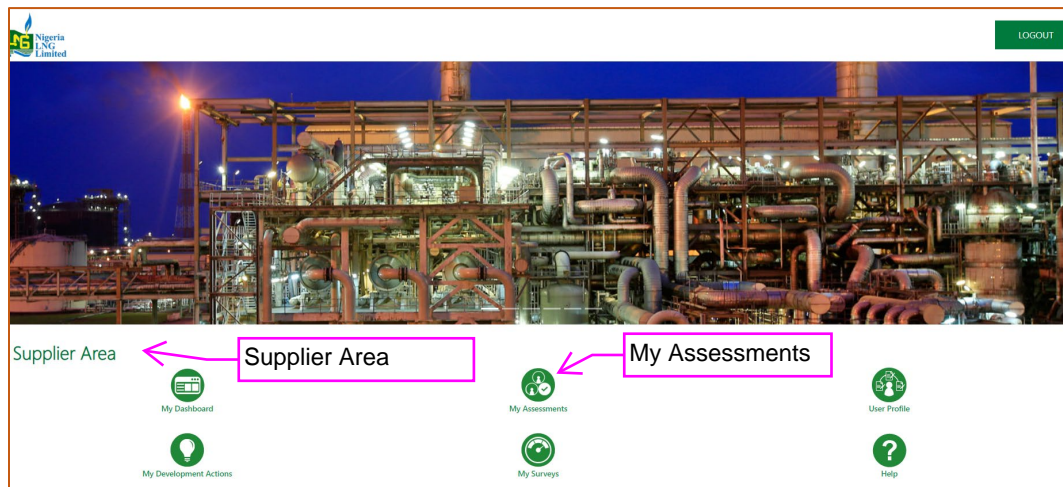 NLNG
Nigeria
LNG
Limited
LOGOUT
Supplier Area
Supplier Area
My Assessments
My Dashboard
My Assessments
User Profile
My Development Actions
My Surveys
Help